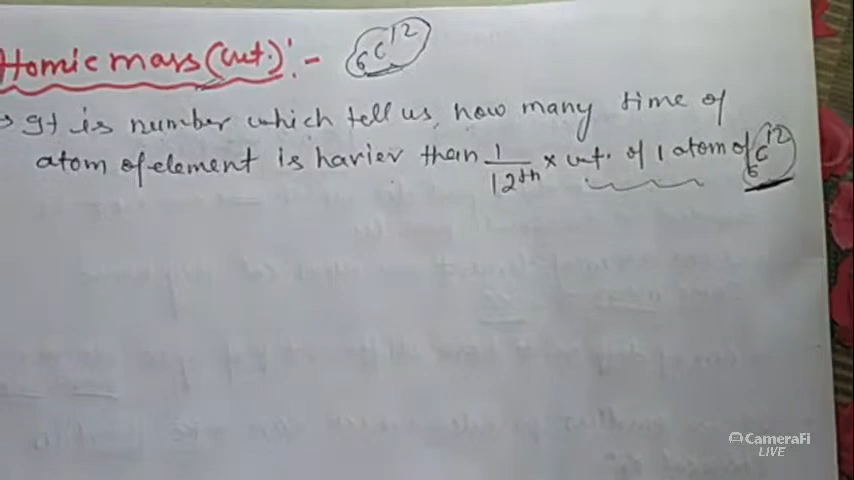 Atomic mass (wt.) :- ₆C¹²
→ It is number which tell us, how many time of
atom of element is havier than 1/12th × wt. of 1 atom of ₆C¹²
CameraFi
LIVE